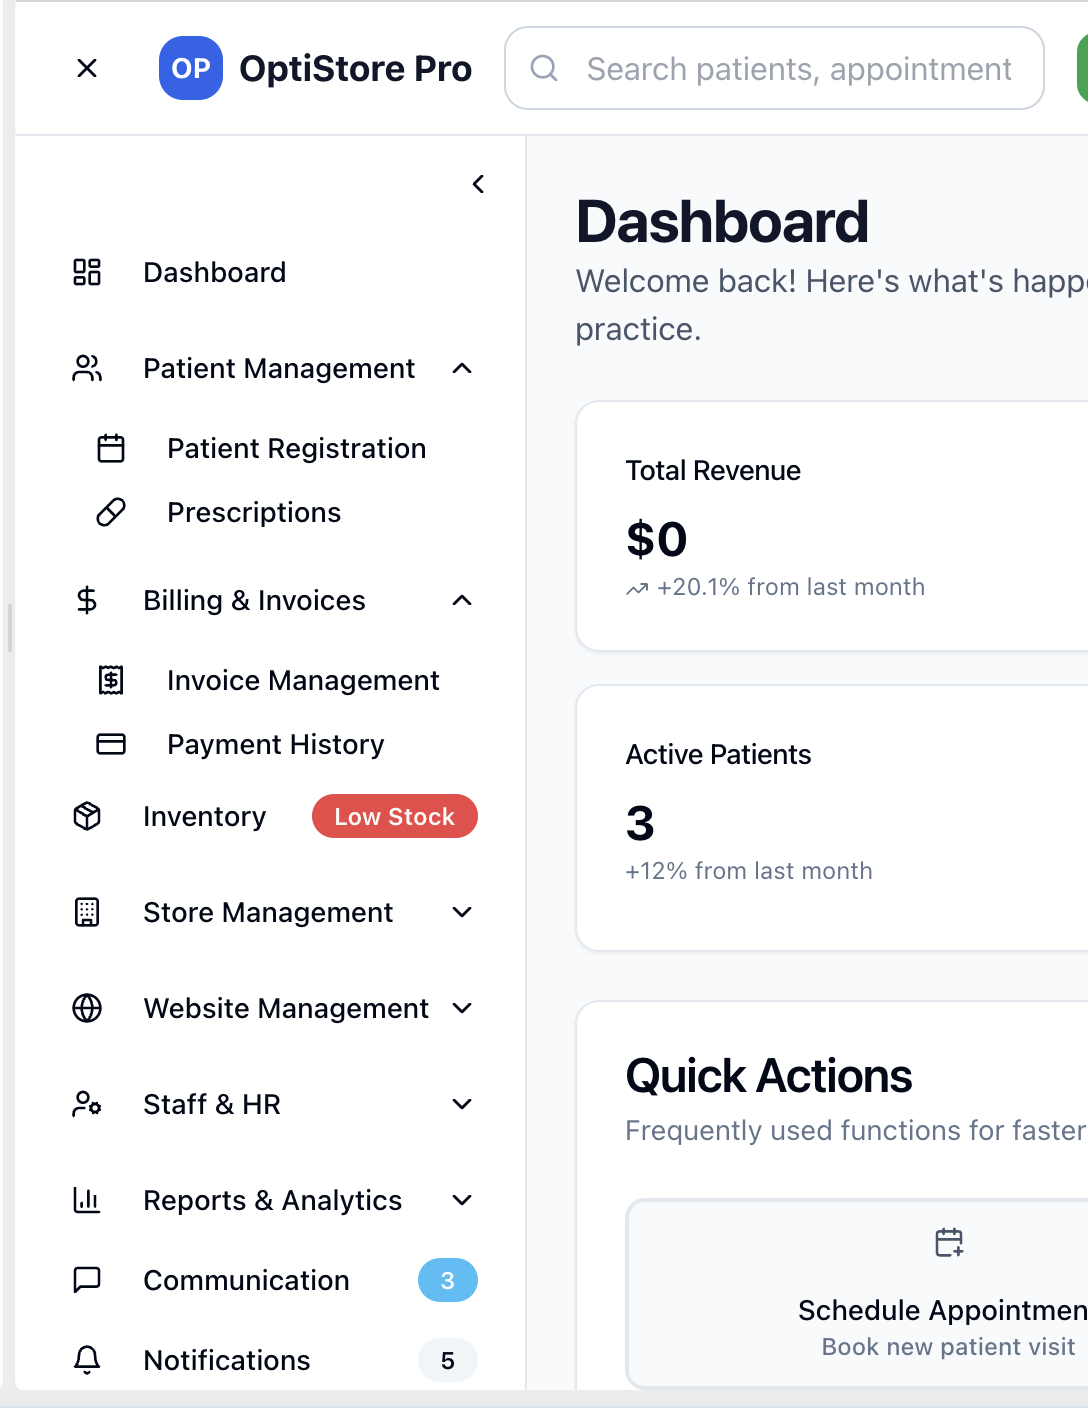 OP OptiStore Pro
Search patients, appointment
Dashboard
Patient Management
Patient Registration
Prescriptions
Billing & Invoices
Invoice Management
Payment History
Inventory Low Stock
Store Management
Website Management
Staff & HR
Reports & Analytics
Communication 3
Notifications 5
Dashboard
Welcome back! Here's what's happ
practice.
Total Revenue
$0
+20.1% from last month
Active Patients
3
+12% from last month
Quick Actions
Frequently used functions for faster
Schedule Appointmen
Book new patient visit